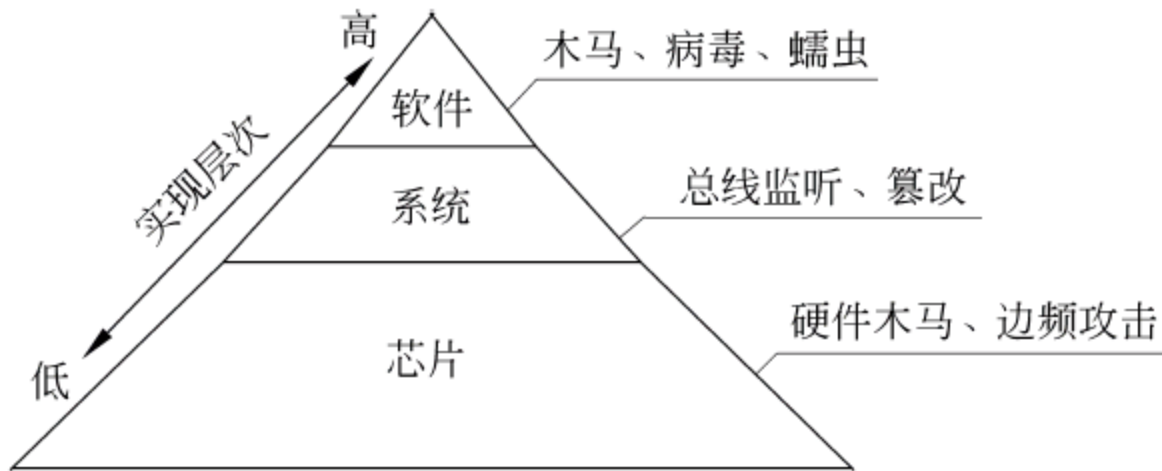 高
木马、病毒、蠕虫
软件
实现层次
总线监听、篡改
系统
硬件木马、边频攻击
芯片
低